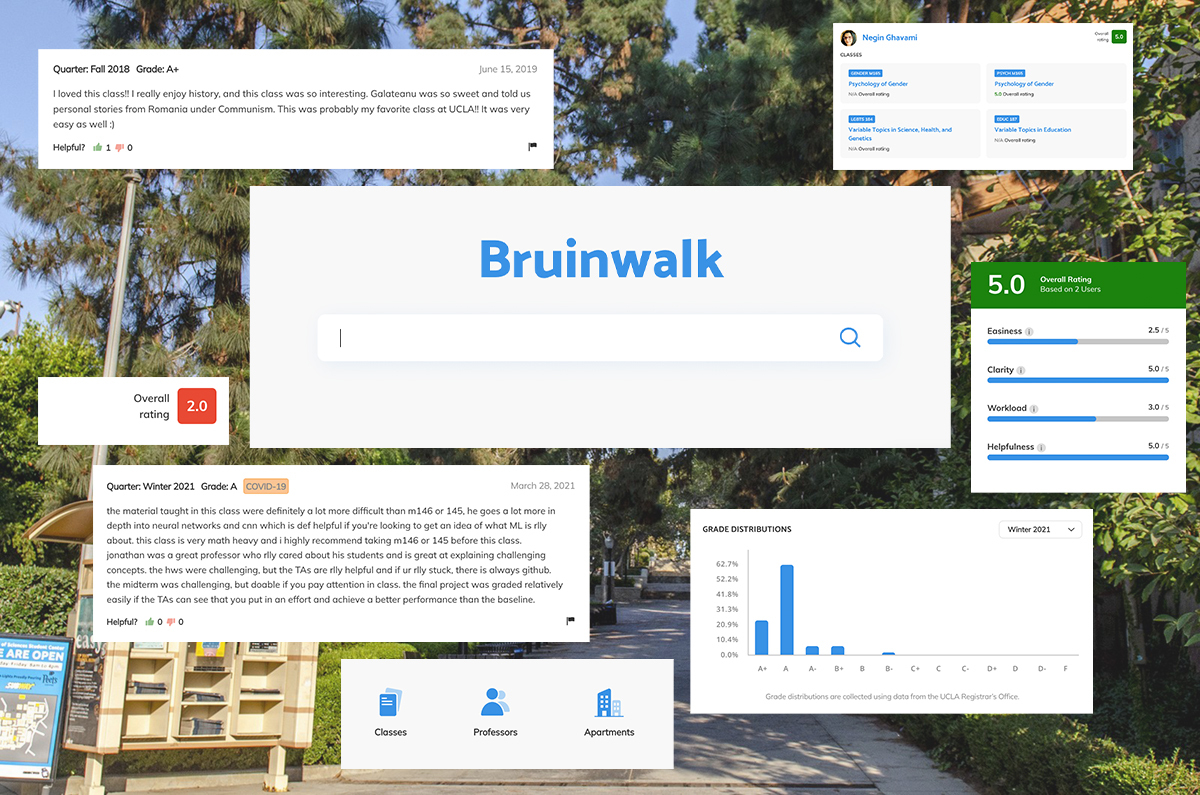 Quarter: Fall 2018 Grade: A+
June 15, 2019
I loved this class!! I really enjoy history, and this class was so interesting. Galateanu was so sweet and told us
personal stories from Romania under Communism. This was probably my favorite class at UCLA!! It was very
easy as well :)
Helpful? 1 0
Negin Ghavami
Overall
rating
5.0
CLASSES
GENDER M165
Psychology of Gender
N/A Overall rating
PSYCH M165
Psychology of Gender
5.0 Overall rating
LGBTS 184
Variable Topics in Science, Health, and
Genetics
N/A Overall rating
EDUC 187
Variable Topics in Education
N/A Overall rating
Bruinwalk
5.0
Overall Rating
Based on 2 Users
Easiness i 2.5 / 5
Clarity i 5.0 / 5
Workload i 3.0 / 5
Helpfulness i 5.0 / 5
Overall
rating
2.0
Quarter: Winter 2021 Grade: A COVID-19
March 28, 2021
the material taught in this class were definitely a lot more difficult than m146 or 145, he goes a lot more in
depth into neural networks and cnn which is def helpful if you're looking to get an idea of what ML is rlly
about. this class is very math heavy and i highly recommend taking m146 or 145 before this class.
jonathan was a great professor who rlly cared about his students and is great at explaining challenging
concepts. the hws were challenging, but the TAs are rlly helpful and if ur rlly stuck, there is always github.
the midterm was challenging, but doable if you pay attention in class. the final project was graded relatively
easily if the TAs can see that you put in an effort and achieve a better performance than the baseline.
Helpful? 0 0
GRADE DISTRIBUTIONS
Winter 2021
62.7%
52.2%
41.8%
31.3%
20.9%
10.4%
0.0%
A+ A A- B+ B B- C+ C C- D+ D D- F
Grade distributions are collected using data from the UCLA Registrar's Office.
Classes
Professors
Apartments
of Sciences Student Center
E ARE OPEN
SUBWAY
Peet's
easy